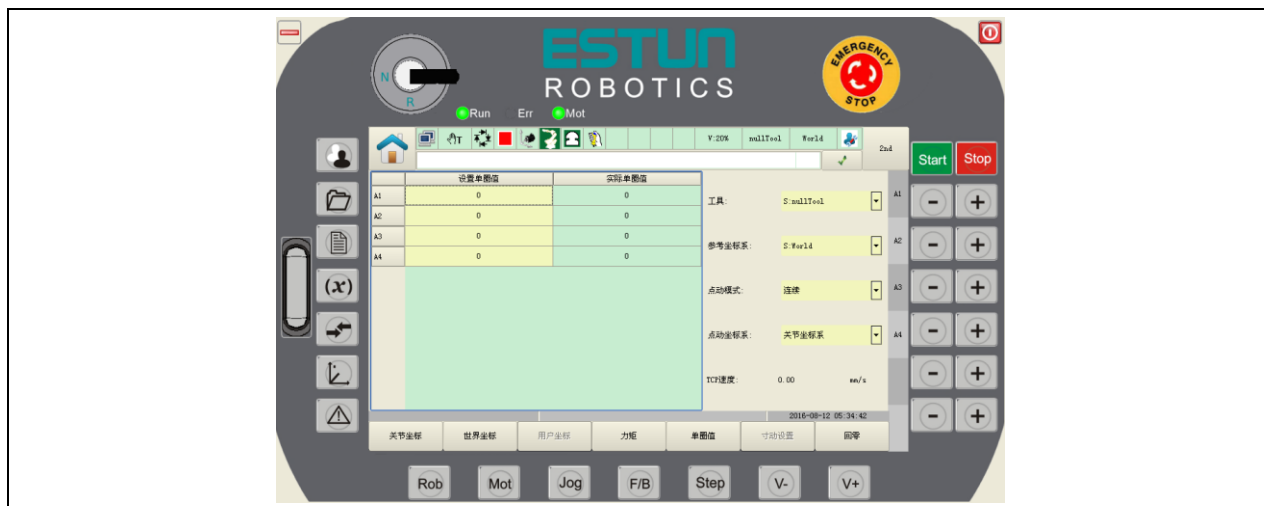 ESTUN
ROBOTICS
N
R
EMERGENCY
STOP
Run Err Mot
T V:20% nullTool World 2nd
Start Stop
设置单圈值 实际单圈值
A1 0 0
A2 0 0
A3 0 0
A4 0 0
工具: S:nullTool
参考坐标系: S:World
点动模式: 连续
点动坐标系: 关节坐标系
TCP速度: 0.00 mm/s
A1 - +
A2 - +
A3 - +
A4 - +
- +
- +
(x)
2016-08-12 05:34:42
关节坐标 世界坐标 用户坐标 力矩 单圈值 寸动设置 回零
Rob Mot Jog F/B Step V- V+